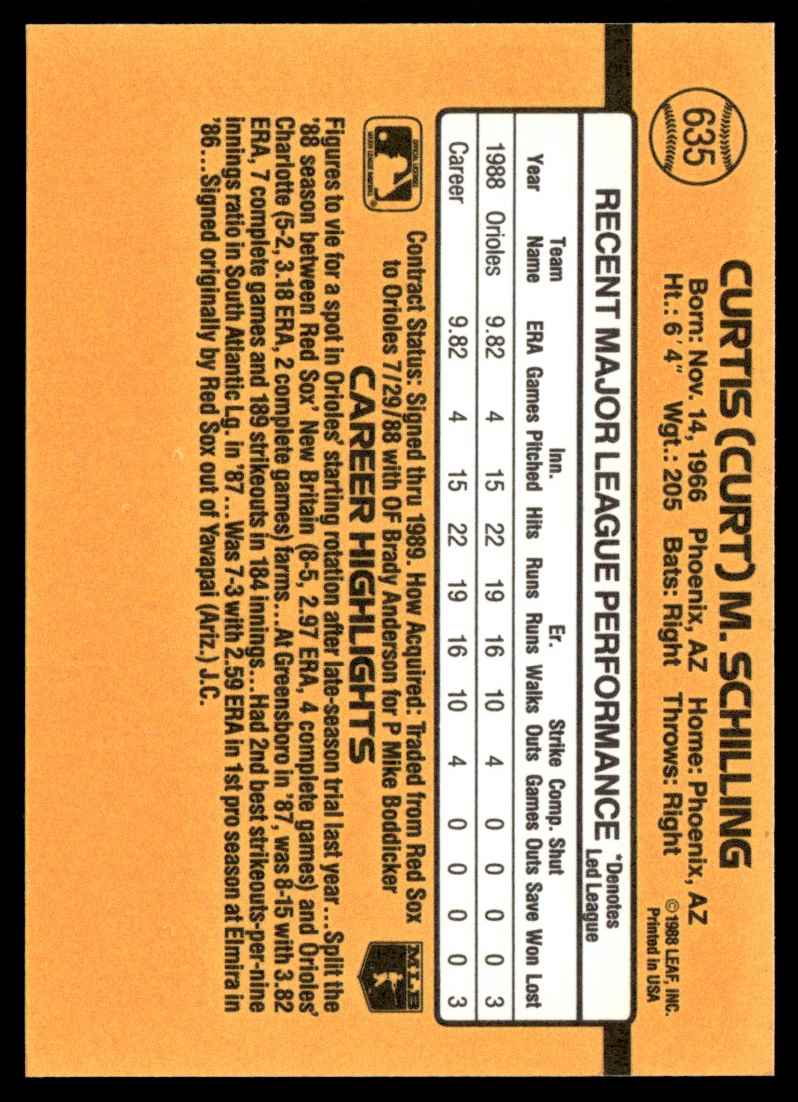 635
CURTIS (CURT) M. SCHILLING
Born: Nov. 14, 1966 Phoenix, AZ Home: Phoenix, AZ
Ht.: 6'4" Wgt.: 205 Bats: Right Throws: Right
© 1988 LEAF, INC.
Printed in USA
RECENT MAJOR LEAGUE PERFORMANCE
*Denotes
Led League
Team Inn. Er. Strike Comp. Shut
Year Name ERA Games Pitched Hits Runs Runs Walks Outs Games Outs Save Won Lost
1988 Orioles 9.82 4 15 22 19 16 10 4 0 0 0 0 3
Career 9.82 4 15 22 19 16 10 4 0 0 0 0 3
Contract Status: Signed thru 1989. How Acquired: Traded from Red Sox
to Orioles 7/29/88 with OF Brady Anderson for P Mike Boddicker
MLB
CAREER HIGHLIGHTS
Figures to vie for a spot in Orioles' starting rotation after late-season trial last year...Split the
'88 season between Red Sox' New Britain (8-5, 2.97 ERA, 4 complete games) and Orioles'
Charlotte (5-2, 3.18 ERA, 2 complete games) farms...At Greensboro in '87, was 8-15 with 3.82
ERA, 7 complete games and 189 strikeouts in 184 innings...Had 2nd best strikeouts-per-nine
innings ratio in South Atlantic Lg. in '87...Was 7-3 with 2.59 ERA in 1st pro season at Elmira in
'86...Signed originally by Red Sox out of Yavapai (Ariz.) J.C.